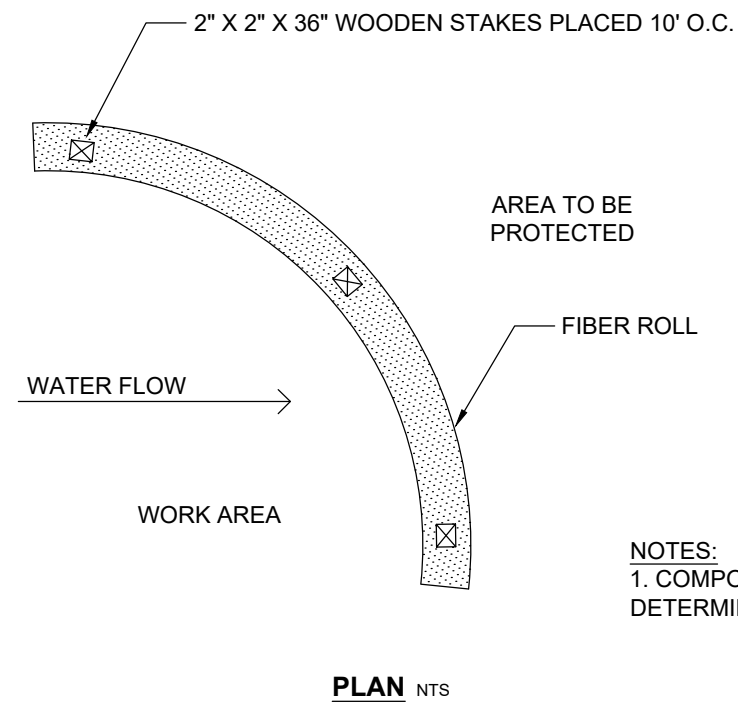 2" X 2" X 36" WOODEN STAKES PLACED 10' O.C.
AREA TO BE
PROTECTED
FIBER ROLL
WATER FLOW
WORK AREA
NOTES:
1.
PLAN NTS